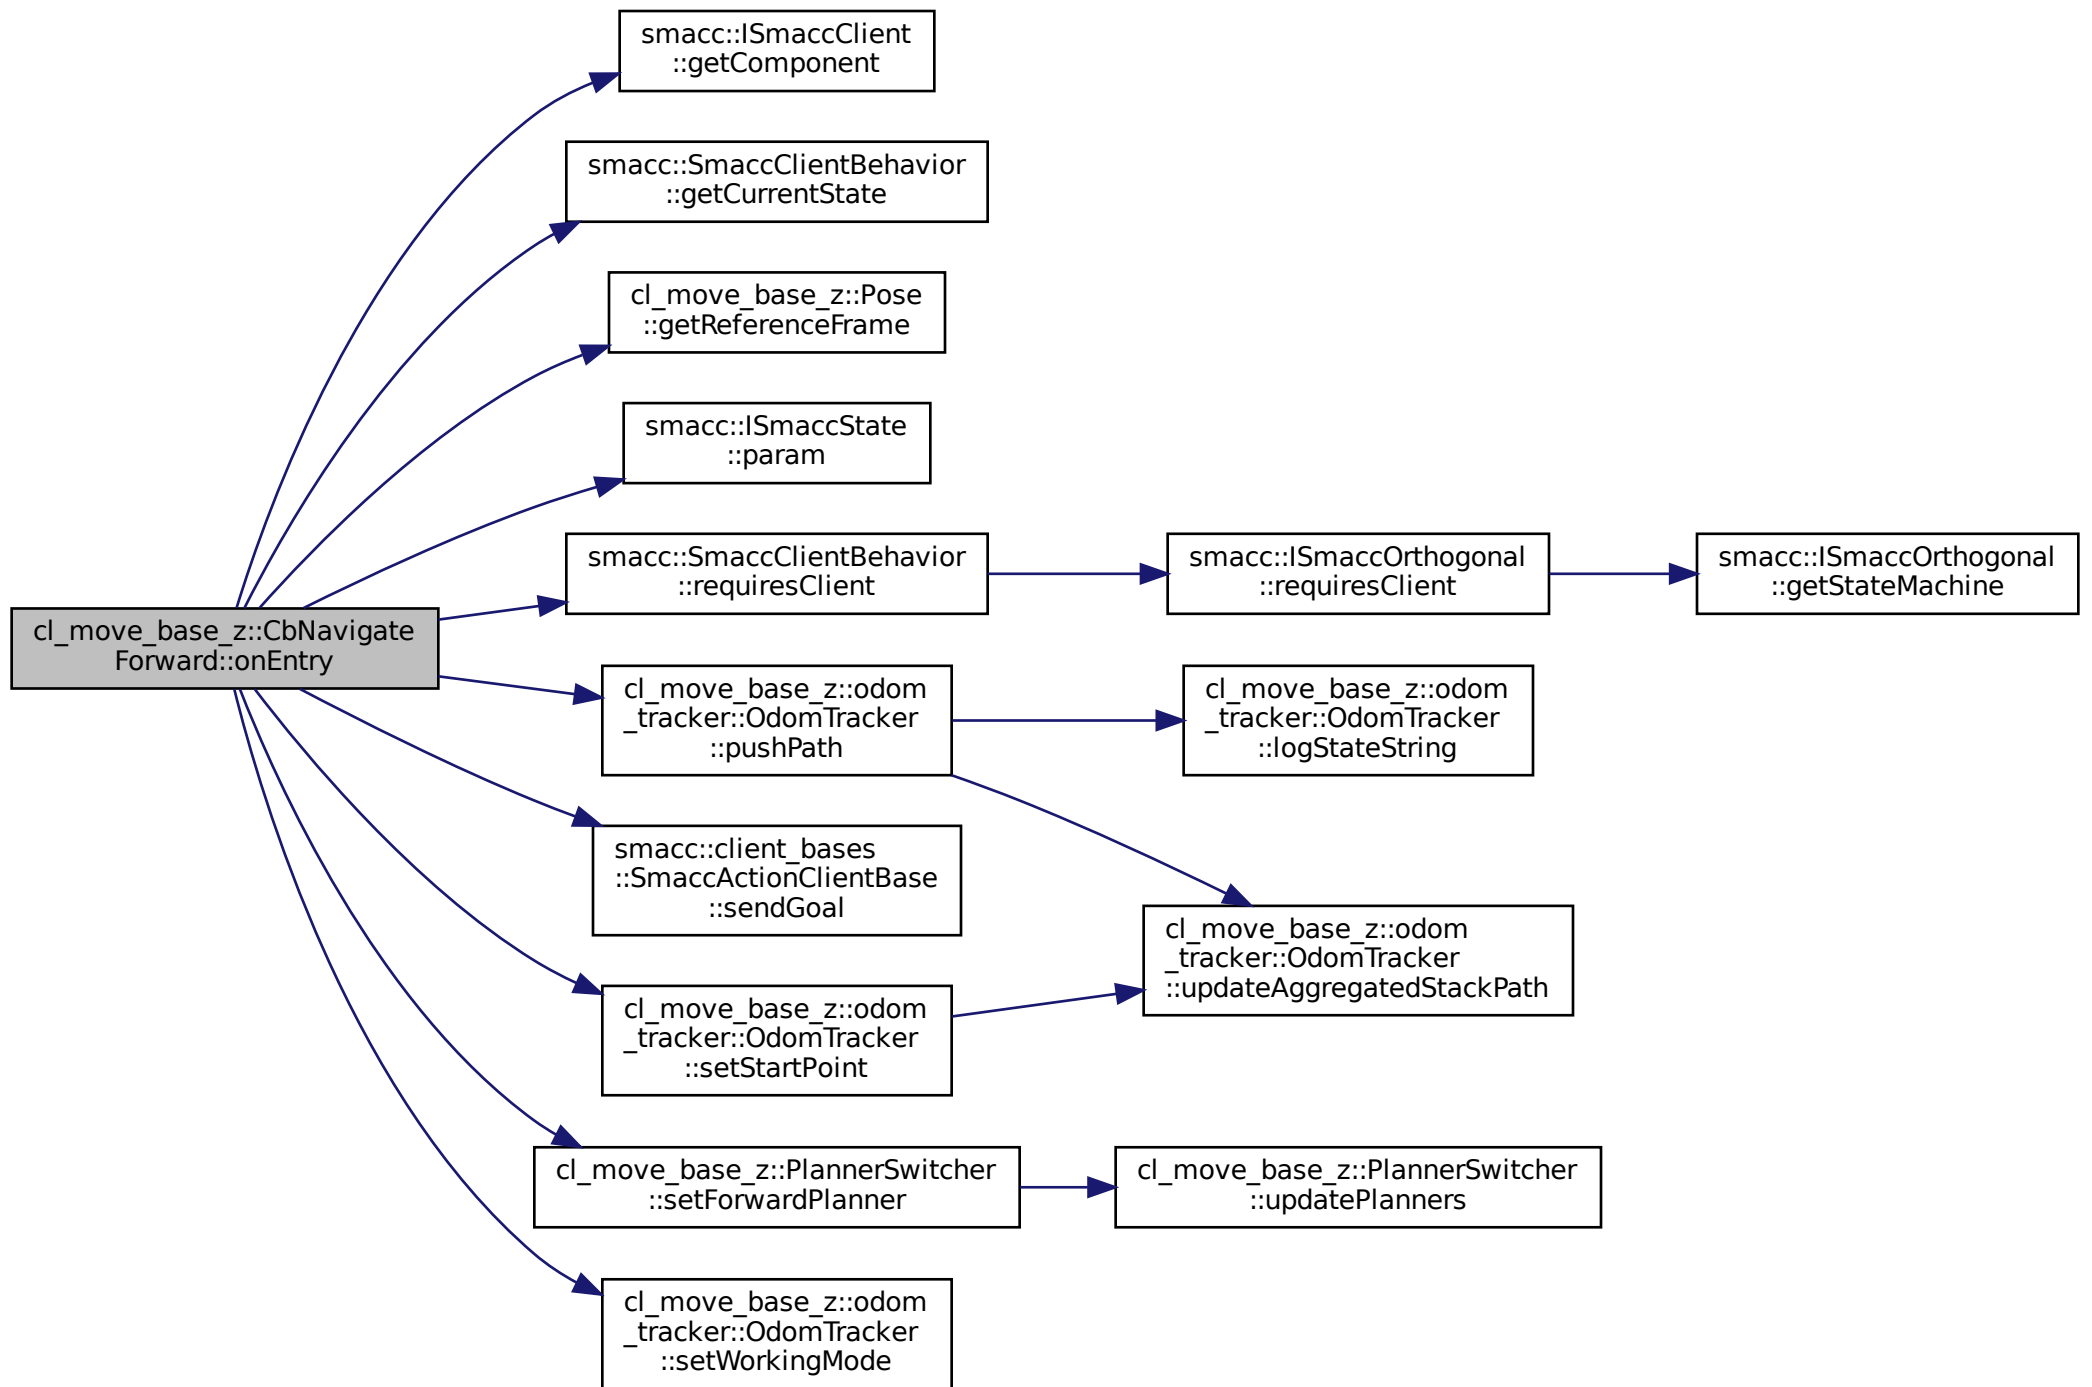 smacc::ISmaccClient
::getComponent
smacc::SmaccClientBehavior
::getCurrentState
cl_move_base_z::Pose
::getReferenceFrame
smacc::ISmaccState
::param
smacc::SmaccClientBehavior
::requiresClient
smacc::ISmaccOrthogonal
::requiresClient
smacc::ISmaccOrthogonal
::getStateMachine
cl_move_base_z::CbNavigate
Forward::onEntry
cl_move_base_z::odom
_tracker::OdomTracker
::pushPath
cl_move_base_z::odom
_tracker::OdomTracker
::logStateString
smacc::client_bases
::SmaccActionClientBase
::sendGoal
cl_move_base_z::odom
_tracker::OdomTracker
::updateAggregatedStackPath
cl_move_base_z::odom
_tracker::OdomTracker
::setStartPoint
cl_move_base_z::PlannerSwitcher
::setForwardPlanner
cl_move_base_z::PlannerSwitcher
::updatePlanners
cl_move_base_z::odom
_tracker::OdomTracker
::setWorkingMode